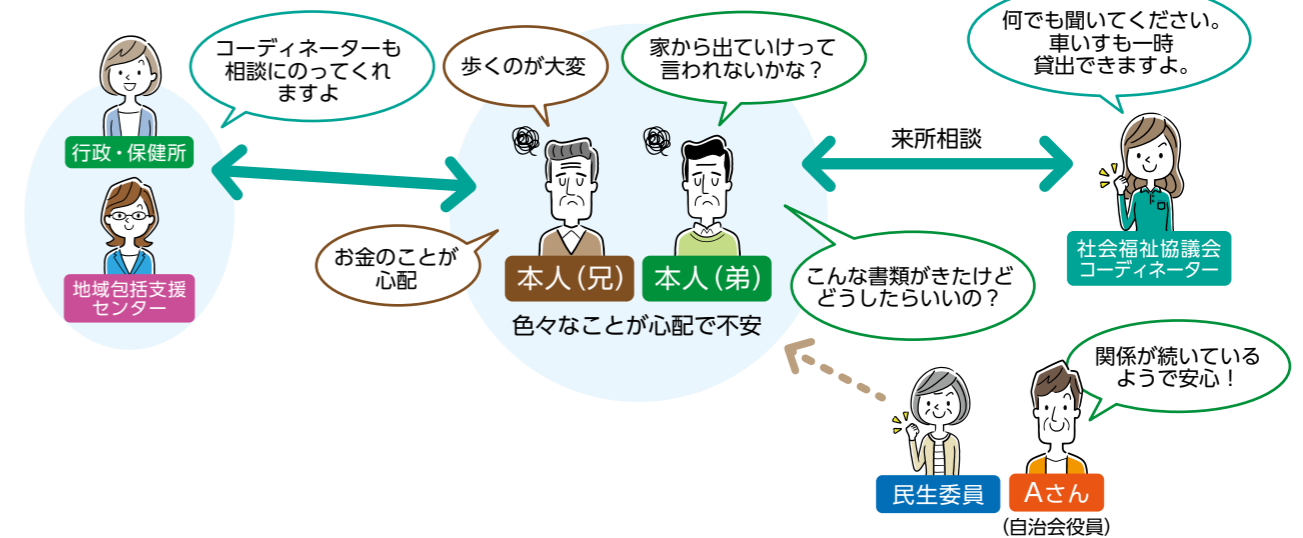 コーディネーターも
相談にのってくれ
ますよ
行政・保健所
地域包括支援
センター
歩くのが大変
家から出ていけって
言われないかな？
お金のことが
心配
本人（兄）
本人（弟）
色々なことが心配で不安
こんな書類がきたけど
どうしたらいいの？
来所相談
何でも聞いてください。
車いすも一時
貸出できますよ。
社会福祉協議会
コーディネーター
関係が続いている
ようで安心！
民生委員
Aさん
（自治会役員）